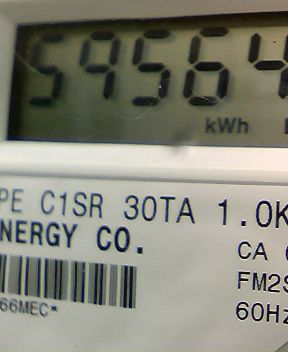 59564
kWh
PE C1SR 30TA 1.0K
NERGY CO.
CA
FM2S
60Hz
66MEC*